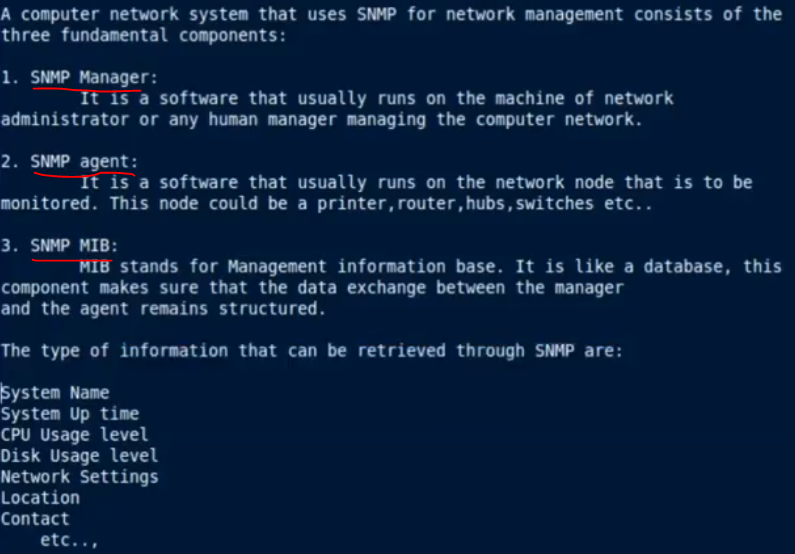 A computer network system that uses SNMP for network management consists of the
three fundamental components:
1. SNMP Manager:
It is a software that usually runs on the machine of network
administrator or any human manager managing the computer network.
2. SNMP agent:
It is a software that usually runs on the network node that is to be
monitored. This node could be a printer,router,hubs,switches etc..
3. SNMP MIB:
MIB stands for Management information base. It is like a database, this
component makes sure that the data exchange between the manager
and the agent remains structured.
The type of information that can be retrieved through SNMP are:
System Name
System Up time
CPU Usage level
Disk Usage level
Network Settings
Location
Contact
etc..,